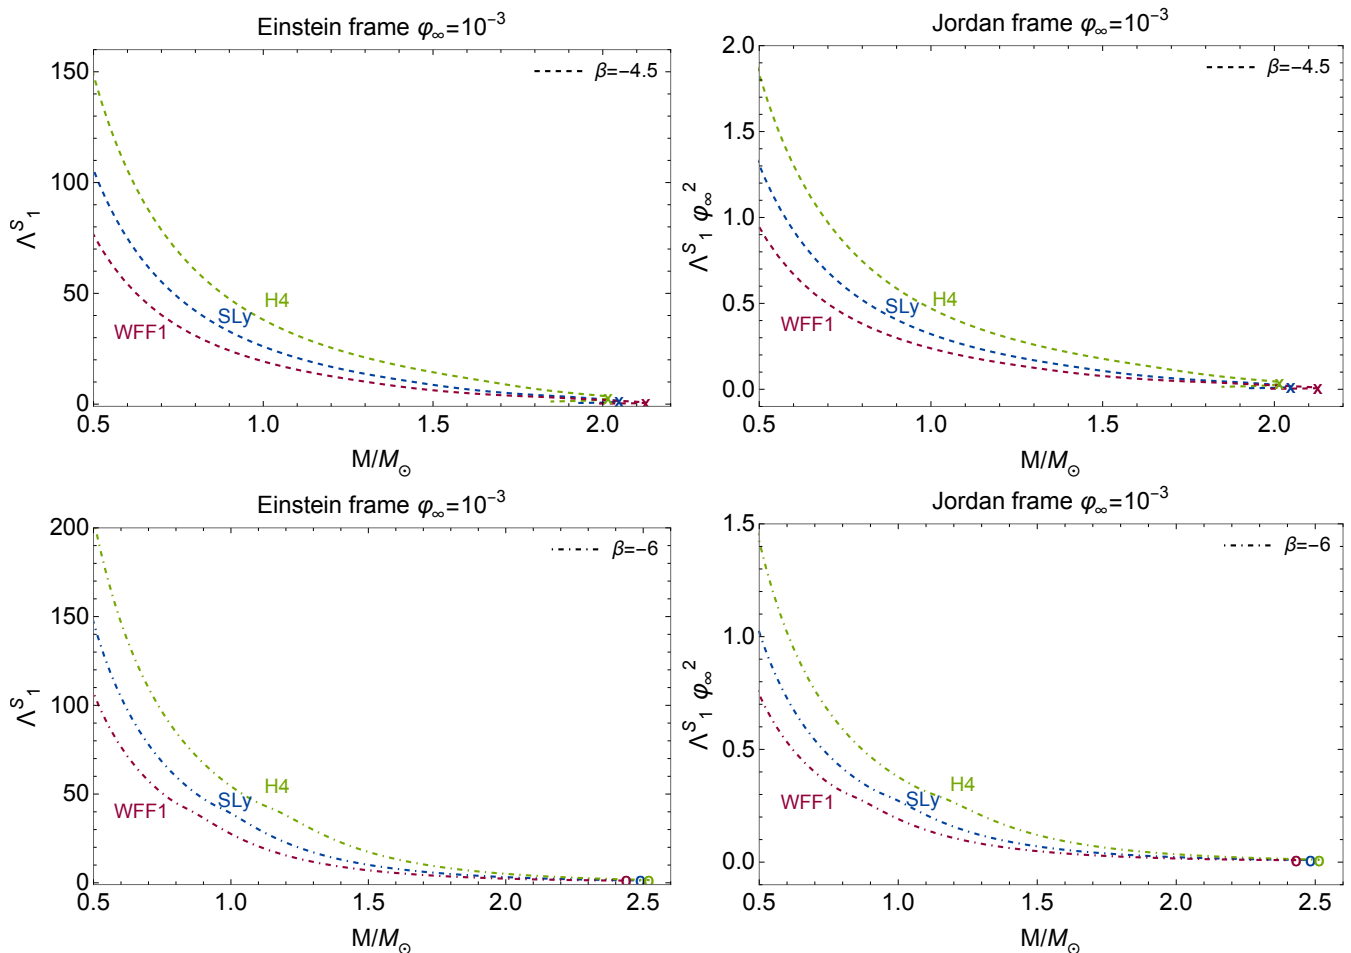 Einstein frame φ∞=10⁻³
150
100
50
0
0.5 1.0 1.5 2.0
Λˢ₁
M/M⊙
β=−4.5
H4
SLy
WFF1
Jordan frame φ∞=10⁻³
2.0
1.5
1.0
0.5
0.0
0.5 1.0 1.5 2.0
Λˢ₁ φ∞²
M/M⊙
β=−4.5
H4
SLy
WFF1
Einstein frame φ∞=10⁻³
200
150
100
50
0
0.5 1.0 1.5 2.0 2.5
Λˢ₁
M/M⊙
β=−6
H4
SLy
WFF1
Jordan frame φ∞=10⁻³
1.5
1.0
0.5
0.0
0.5 1.0 1.5 2.0 2.5
Λˢ₁ φ∞²
M/M⊙
β=−6
H4
SLy
WFF1